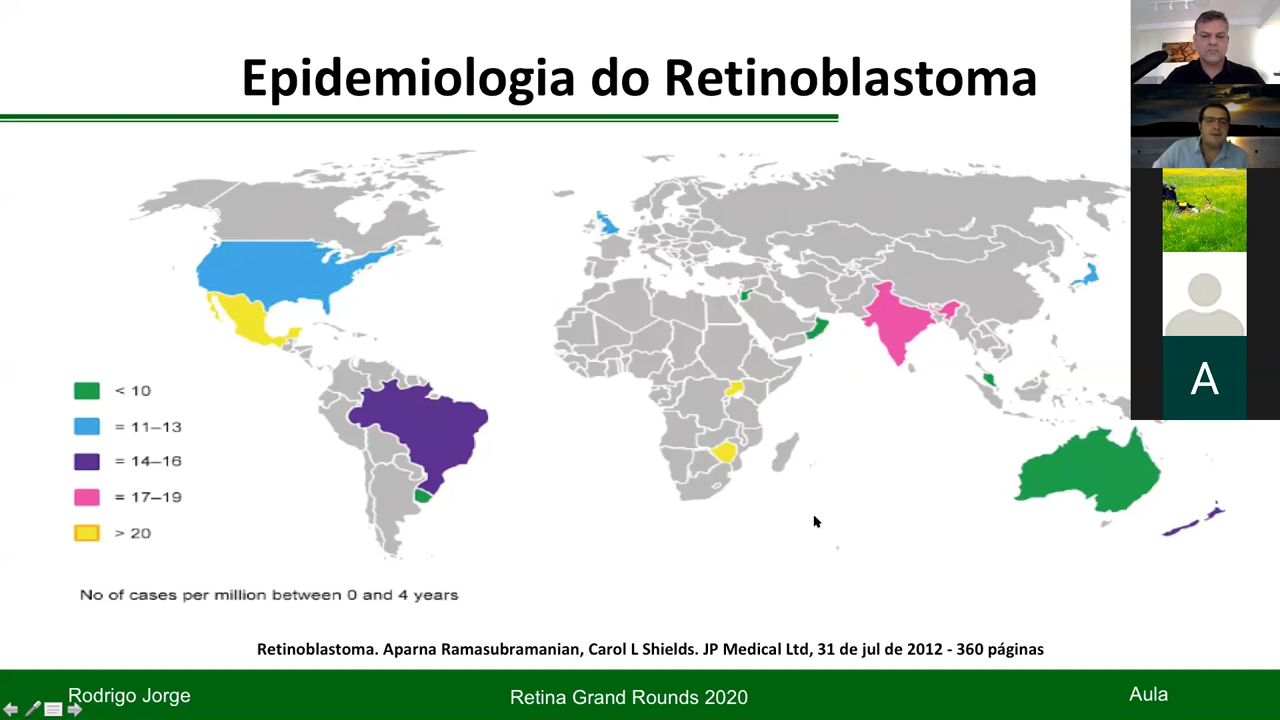 Epidemiologia do Retinoblastoma
< 10
= 11–13
= 14–16
= 17–19
> 20
No of cases per million between 0 and 4 years
Retinoblastoma. Aparna Ramasubramanian, Carol L Shields. JP Medical Ltd, 31 de jul de 2012 - 360 páginas
Rodrigo Jorge
Retina Grand Rounds 2020
Aula
A